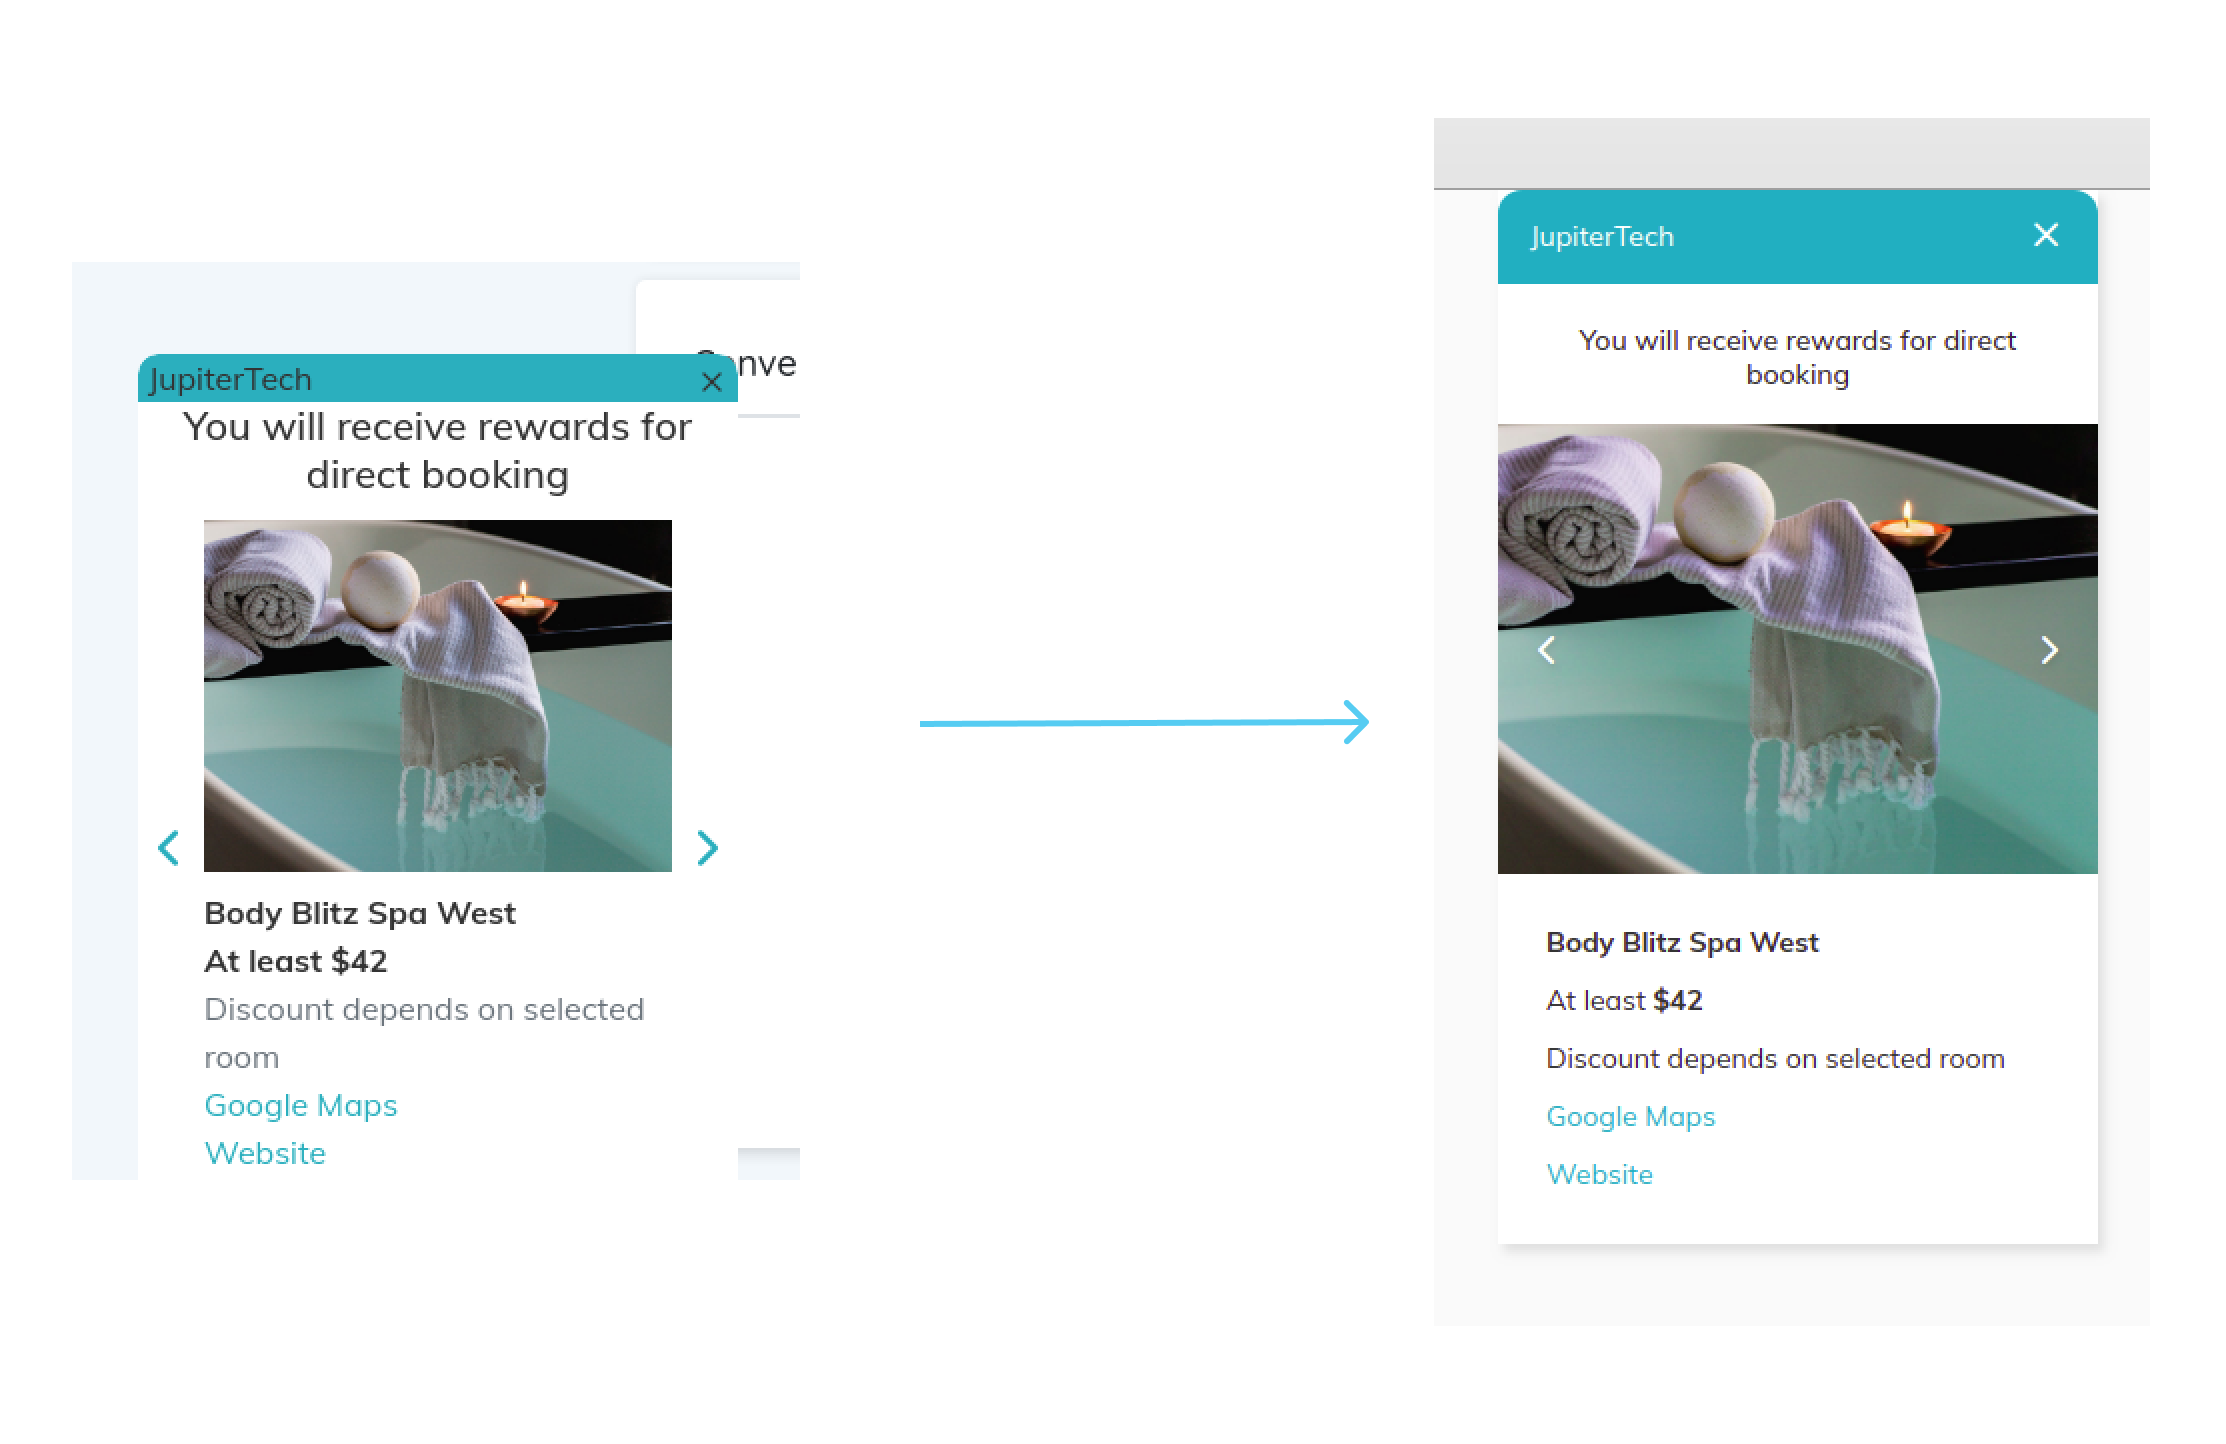 Conve
JupiterTech
You will receive rewards for
direct booking
Body Blitz Spa West
At least $42
Discount depends on selected
room
Google Maps
Website
JupiterTech
You will receive rewards for direct
booking
Body Blitz Spa West
At least $42
Discount depends on selected room
Google Maps
Website